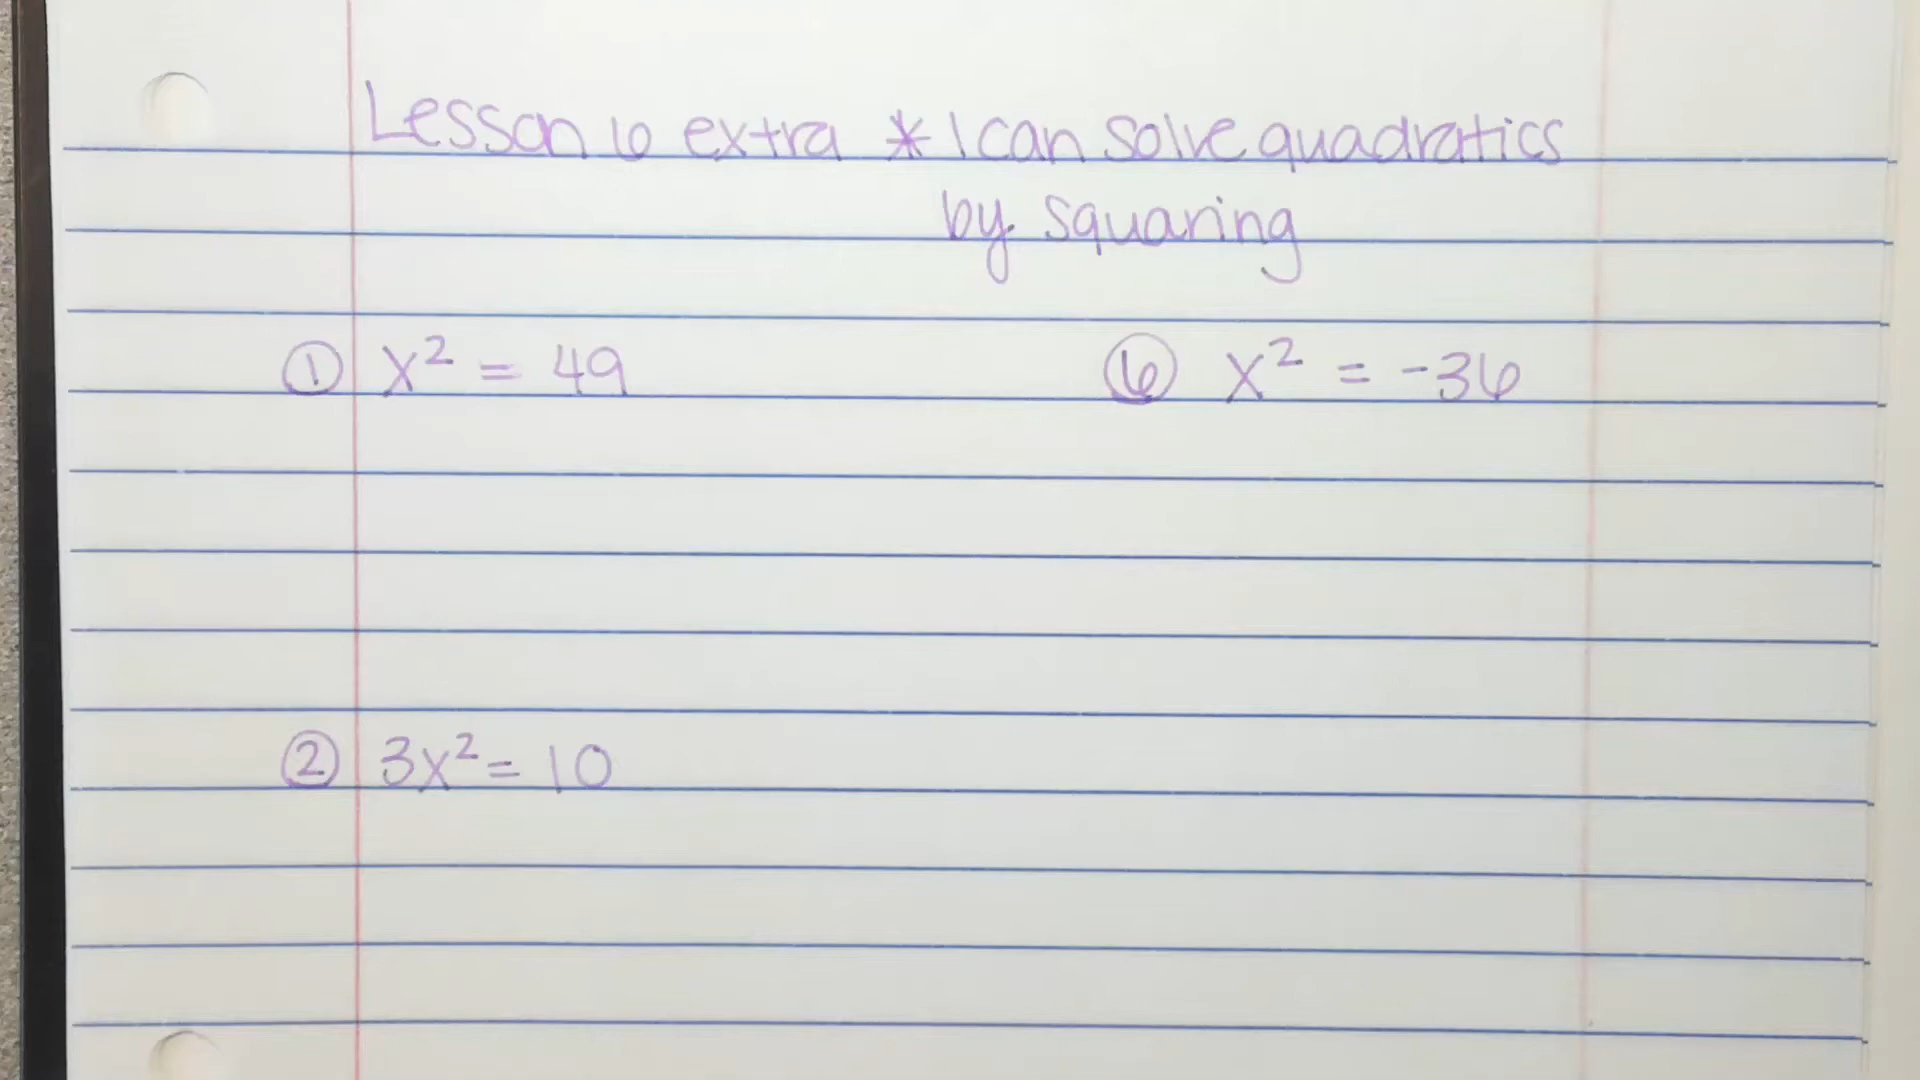 Lesson 6 extra * I can solve quadratics
by squaring
① x² = 49
⑥ x² = -36
② 3x² = 10